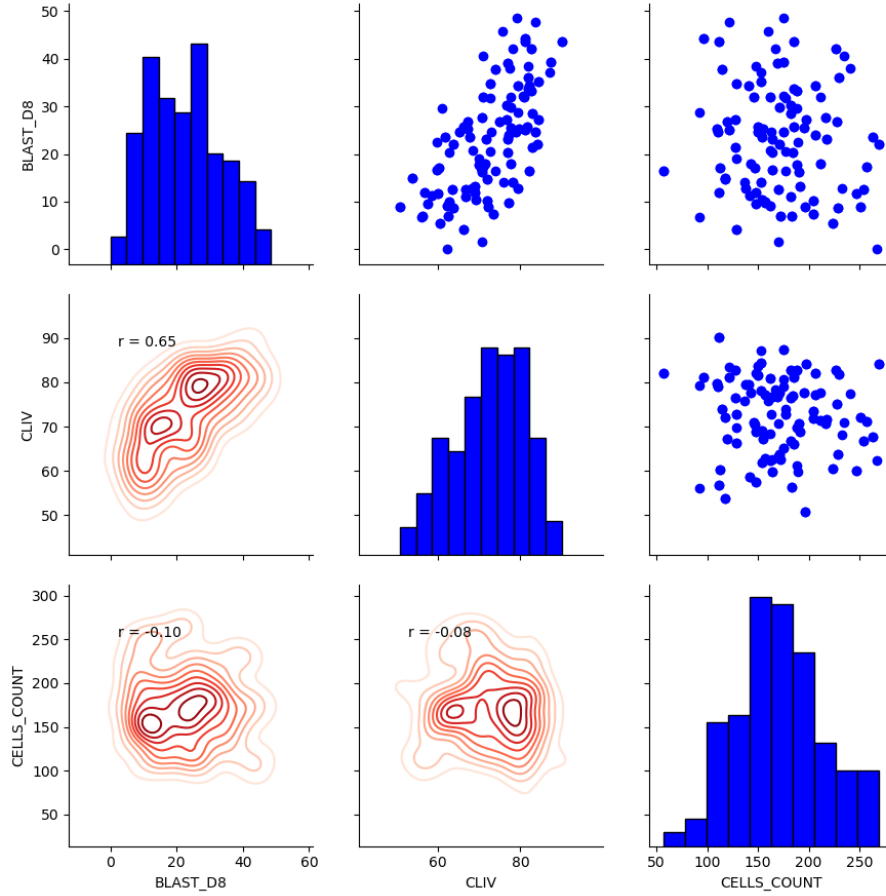 50
40
30
20
10
0
BLAST_D8
90
80
70
60
50
CLIV
r = 0.65
300
250
200
150
100
50
CELLS_COUNT
r = -0.10
r = -0.08
0 20 40 60
BLAST_D8
60 80
CLIV
50 100 150 200 250
CELLS_COUNT